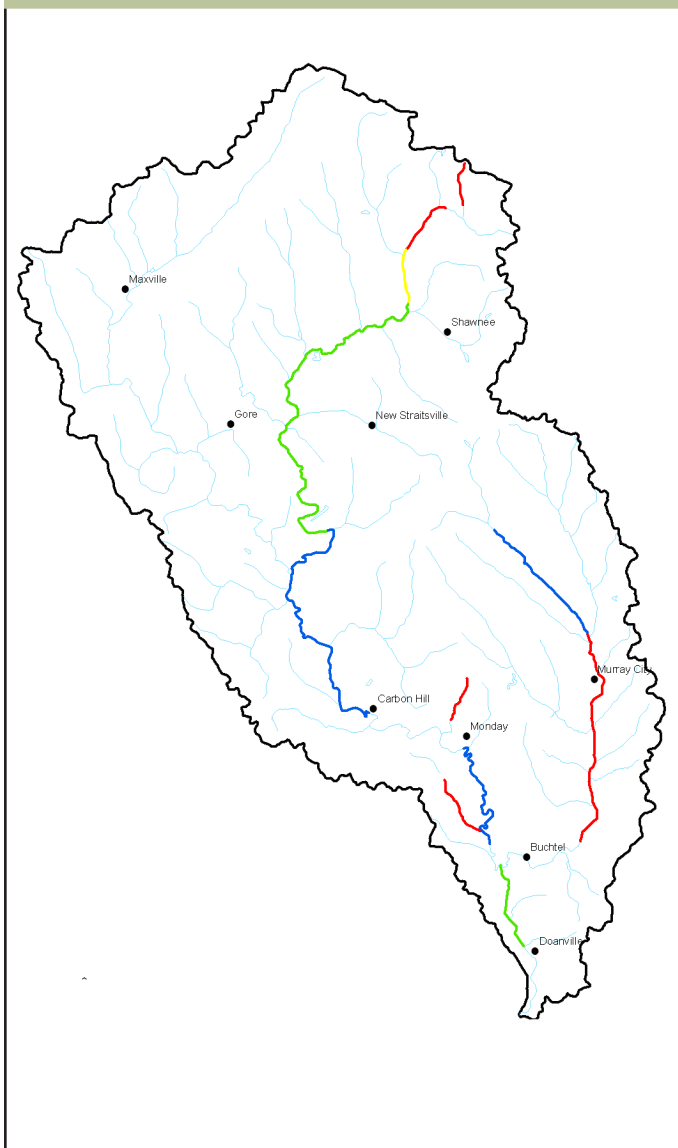 Maxville
Shawnee
Gore
New Straitsville
Murray City
Carbon Hill
Monday
Buchtel
Doanville